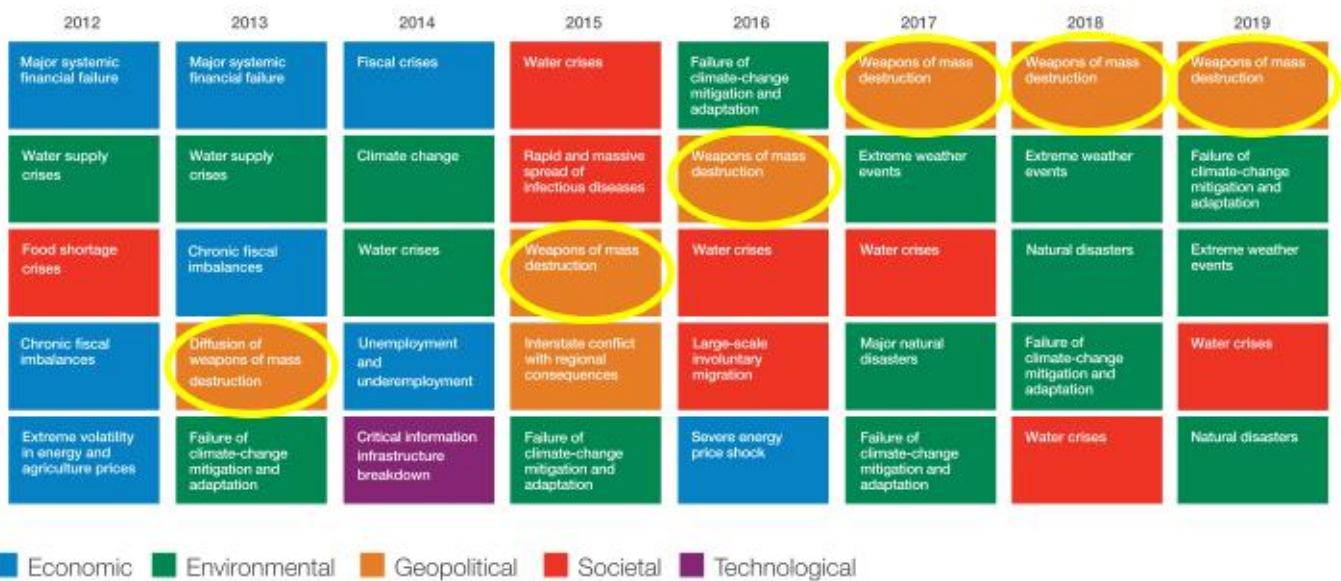 2012 2013 2014 2015 2016 2017 2018 2019
Major systemic
financial failure
Major systemic
financial failure
Fiscal crises
Water crises
Failure of
climate-change
mitigation and
adaptation
Weapons of mass
destruction
Weapons of mass
destruction
Weapons of mass
destruction
Water supply
crises
Water supply
crises
Climate change
Rapid and massive
spread of
infectious diseases
Weapons of mass
destruction
Extreme weather
events
Extreme weather
events
Failure of
climate-change
mitigation and
adaptation
Food shortage
crises
Chronic fiscal
imbalances
Water crises
Weapons of mass
destruction
Water crises
Water crises
Natural disasters
Extreme weather
events
Chronic fiscal
imbalances
Diffusion of
weapons of mass
destruction
Unemployment
and
underemployment
Interstate conflict
with regional
consequences
Large-scale
involuntary
migration
Major natural
disasters
Failure of
climate-change
mitigation and
adaptation
Water crises
Extreme volatility
in energy and
agriculture prices
Failure of
climate-change
mitigation and
adaptation
Critical information
infrastructure
breakdown
Failure of
climate-change
mitigation and
adaptation
Severe energy
price shock
Failure of
climate-change
mitigation and
adaptation
Water crises
Natural disasters
Economic Environmental Geopolitical Societal Technological